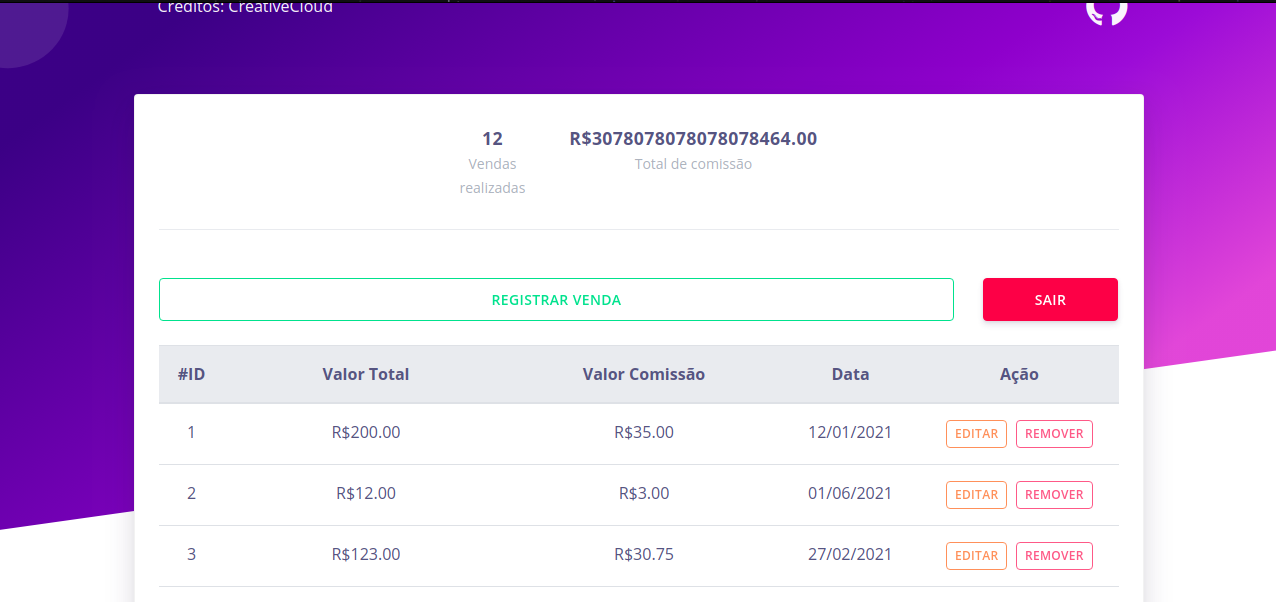 Créditos: CreativeCloud
12
Vendas
realizadas
R$3078078078078078464.00
Total de comissão
REGISTRAR VENDA
SAIR
#ID Valor Total Valor Comissão Data Ação
1 R$200.00 R$35.00 12/01/2021 EDITAR REMOVER
2 R$12.00 R$3.00 01/06/2021 EDITAR REMOVER
3 R$123.00 R$30.75 27/02/2021 EDITAR REMOVER